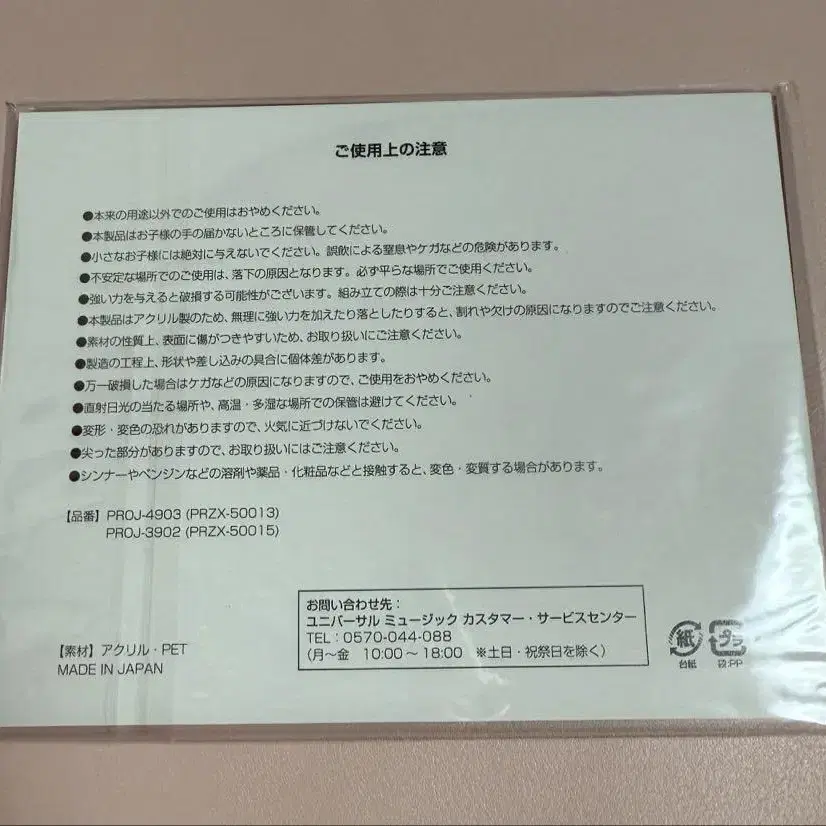 ご使用上の注意
●本来の用途以外でのご使用はおやめください。
●本製品はお子様の手の届かないところに保管してください。
●小さなお子様には絶対に与えないでください。誤飲による窒息やケガなどの危険があります。
●不安定な場所でのご使用は、落下の原因となります。必ず平らな場所でご使用ください。
●強い力を与えると破損する可能性がございます。組み立ての際は十分ご注意ください。
●本製品はアクリル製のため、無理に強い力を加えたり落としたりすると、割れや欠けの原因になりますのでご注意ください。
●素材の性質上、表面に傷がつきやすいため、お取り扱いにご注意ください。
●製造の工程上、形状や差し込みの具合に個体差があります。
●万一破損した場合はケガなどの原因になりますので、ご使用をおやめください。
●直射日光の当たる場所や、高温・多湿な場所での保管は避けてください。
●変形・変色の恐れがありますので、火気に近づけないでください。
●尖った部分がありますので、お取り扱いにはご注意ください。
●シンナーやベンジンなどの溶剤や薬品・化粧品などと接触すると、変色・変質する場合があります。
【品番】PROJ-4903 (PRZX-50013)
PROJ-3902 (PRZX-50015)
お問い合わせ先：
ユニバーサル ミュージック カスタマー・サービスセンター
TEL：0570-044-088
（月～金　10:00～18:00　※土日・祝祭日を除く）
【素材】アクリル・PET
MADE IN JAPAN
紙
台紙
プラ
袋:PP